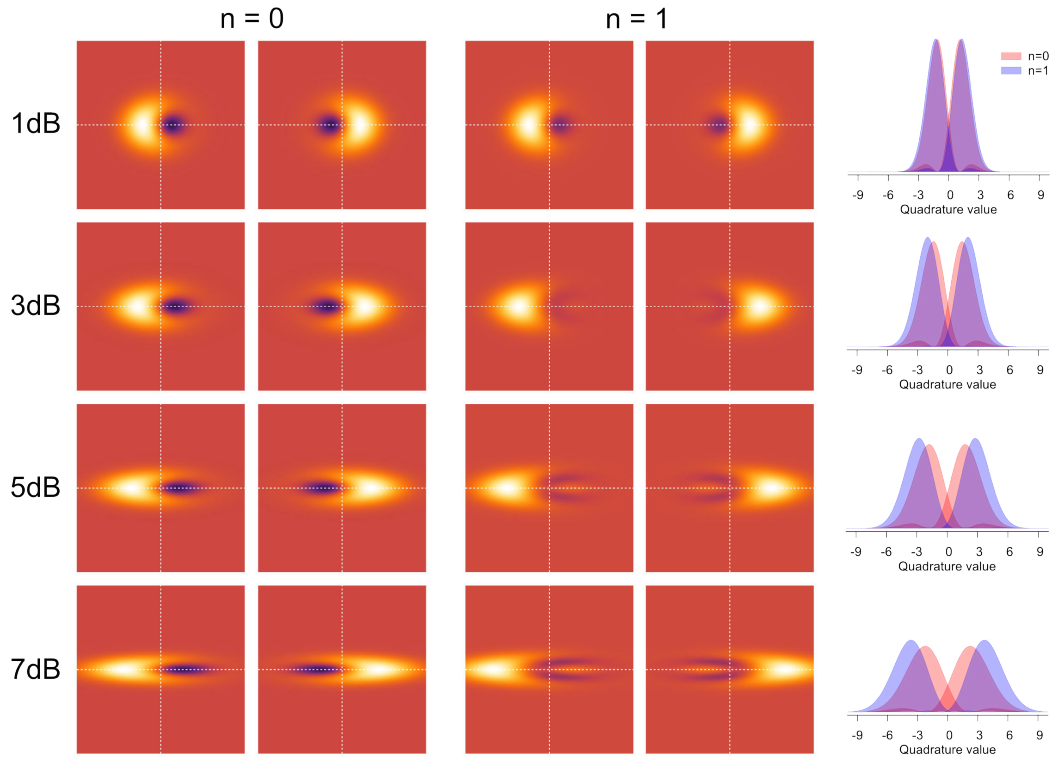 n = 0
n = 1
n=0
n=1
1dB
-9 -6 -3 0 3 6 9
Quadrature value
3dB
-9 -6 -3 0 3 6 9
Quadrature value
5dB
-9 -6 -3 0 3 6 9
Quadrature value
7dB
-9 -6 -3 0 3 6 9
Quadrature value